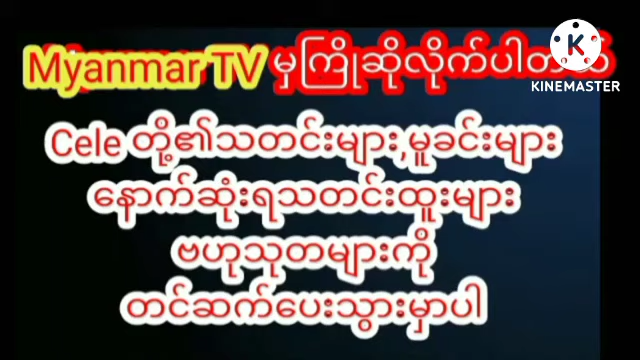 Myanmar TV မှကြိုဆိုလိုက်ပါတယ်
KINEMASTER
Cele တို့၏သတင်းများ,မူခင်းများ
နောက်ဆုံးရသတင်းထူးများ
ဗဟုသုတများကို
တင်ဆက်ပေးသွားမှာပါ